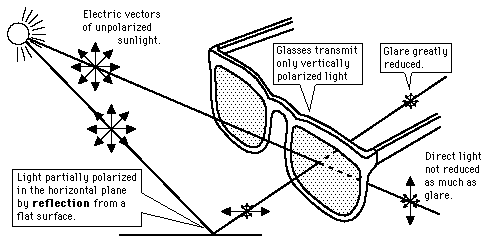 Electric vectors
of unpolarized
sunlight.
Glasses transmit
only vertically
polarized light
Glare greatly
reduced.
Light partially polarized
in the horizontal plane
by reflection from a
flat surface.
Direct light
not reduced
as much as
glare.